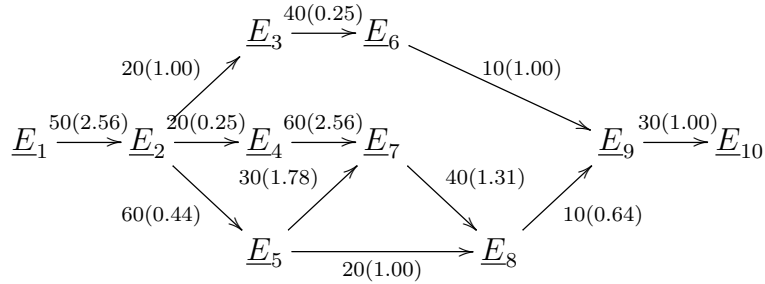 40(0.25)
E3 E6
20(1.00) 10(1.00)
50(2.56) 20(0.25) 60(2.56) 30(1.00)
E1 E2 E4 E7 E9 E10
30(1.78) 40(1.31)
60(0.44) 10(0.64)
E5 E8
20(1.00)